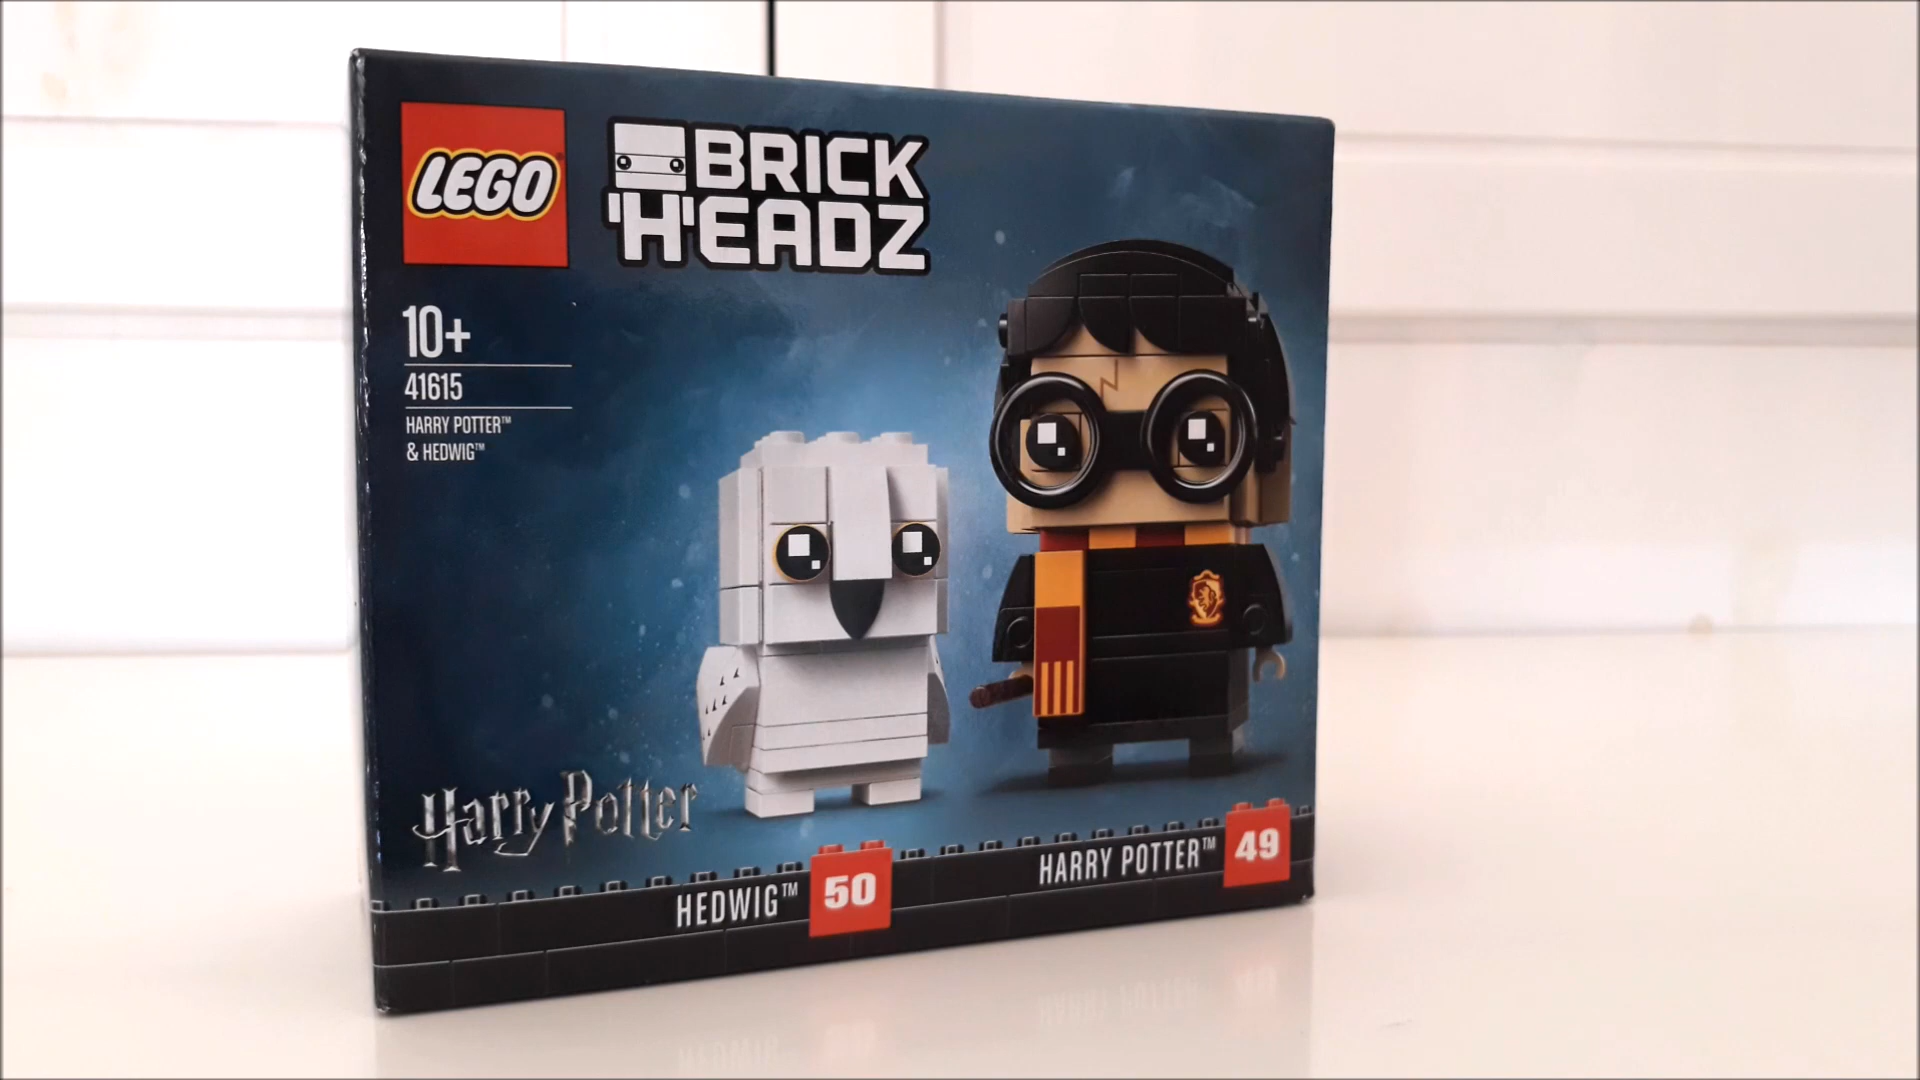 LEGO
BRICK
'H'EADZ
10+
41615
HARRY POTTER™
& HEDWIG™
Harry Potter
HEDWIG™ 50
HARRY POTTER™ 49